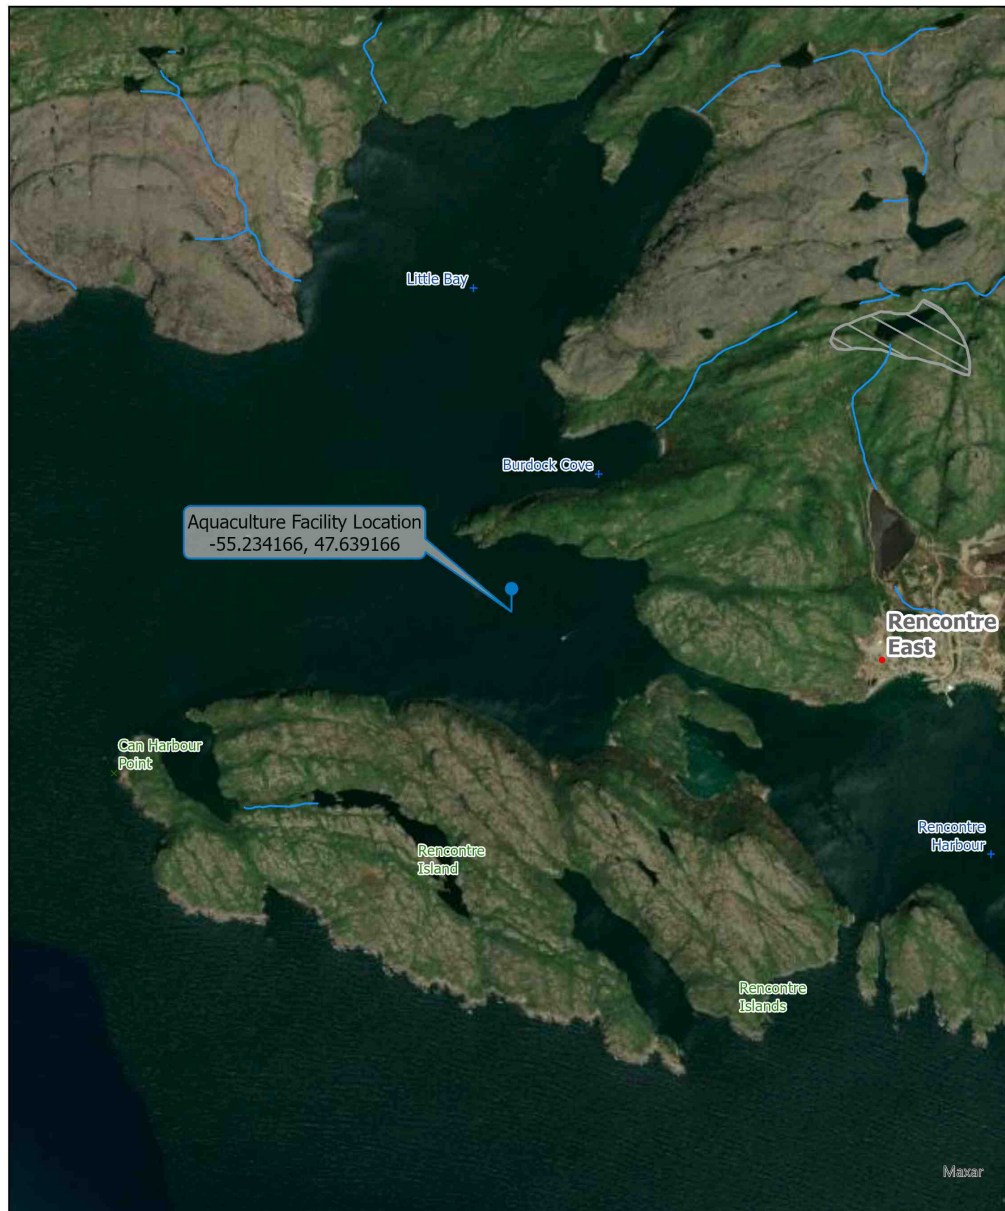 Little Bay
Burdock Cove
Aquaculture Facility Location
-55.234166, 47.639166
Rencontre
East
Can Harbour
Point
Rencontre
Harbour
Rencontre
Island
Rencontre
Islands
Maxar